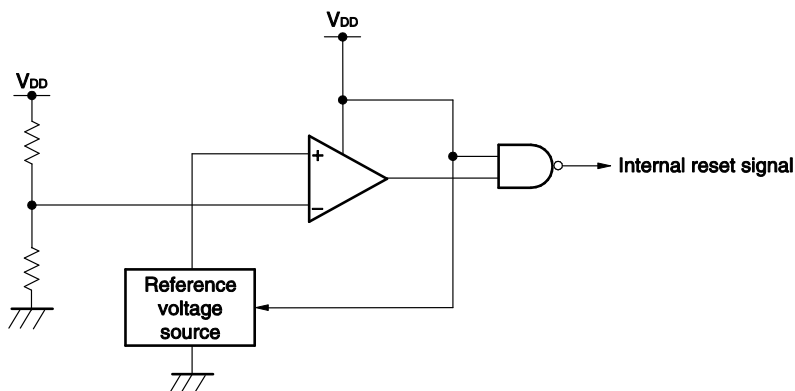 VDD
VDD
+
−
Internal reset signal
Reference
voltage
source